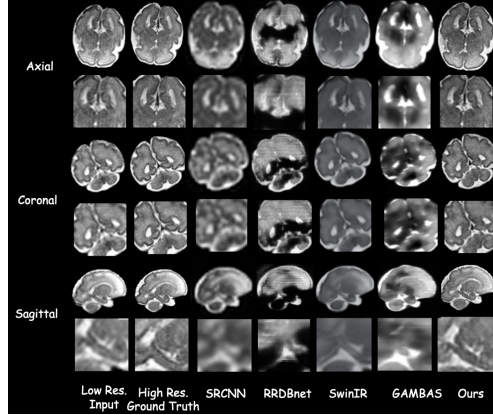 Axial
Coronal
Sagittal
Low Res. Input
High Res. Ground Truth
SRCNN
RRDBnet
SwinIR
GAMBAS
Ours